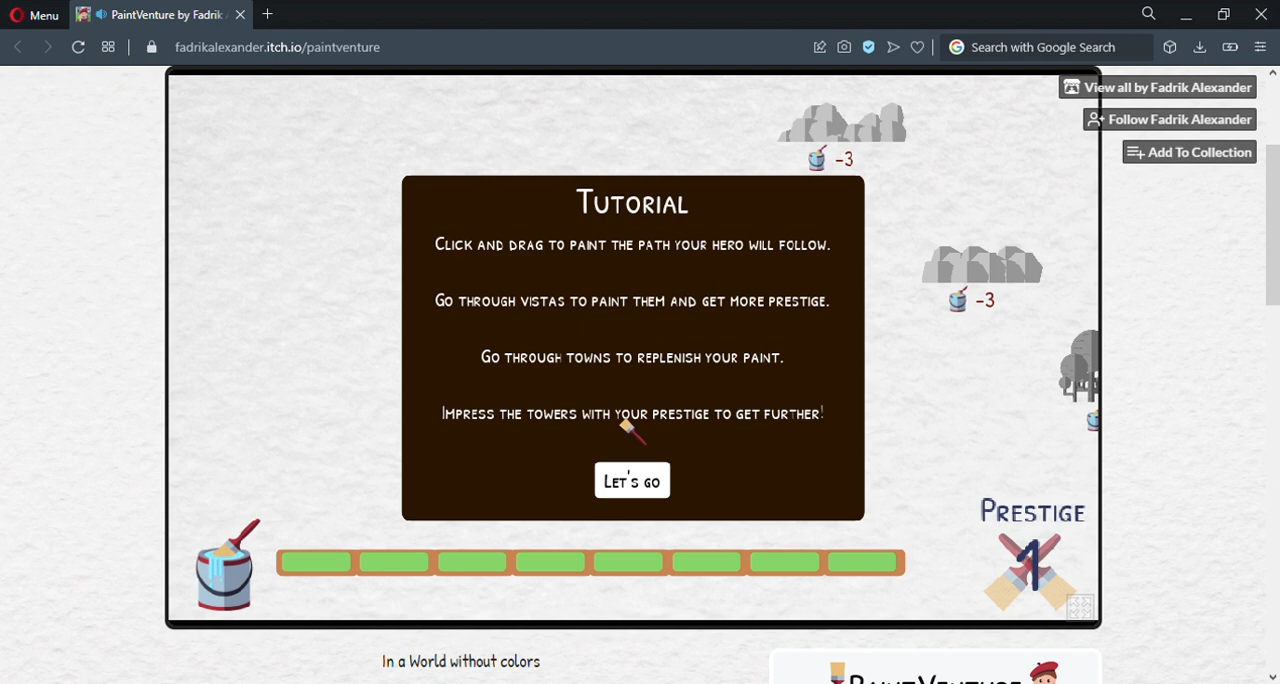 Menu
PaintVenture by Fadrik
fadrikalexander.itch.io/paintventure
Search with Google Search
View all by Fadrik Alexander
Follow Fadrik Alexander
Add To Collection
-3
-3
TUTORIAL
CLICK AND DRAG TO PAINT THE PATH YOUR HERO WILL FOLLOW.
GO THROUGH VISTAS TO PAINT THEM AND GET MORE PRESTIGE.
GO THROUGH TOWNS TO REPLENISH YOUR PAINT.
IMPRESS THE TOWERS WITH YOUR PRESTIGE TO GET FURTHER!
LET'S GO
PRESTIGE
1
In a World without colors
PAINTVENTURE